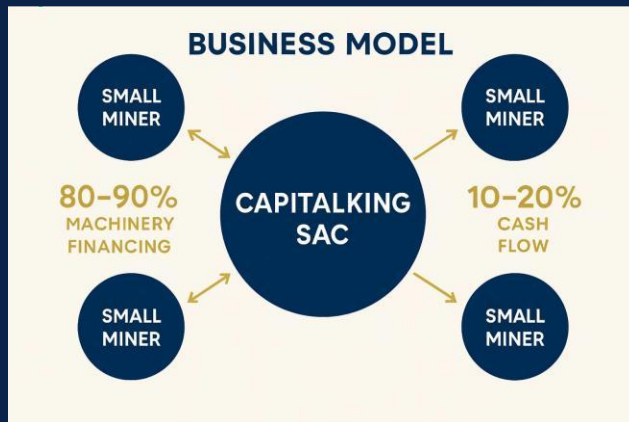 BUSINESS MODEL
SMALL
MINER
SMALL
MINER
80–90%
MACHINERY
FINANCING
CAPITALKING
SAC
10–20%
CASH
FLOW
SMALL
MINER
SMALL
MINER